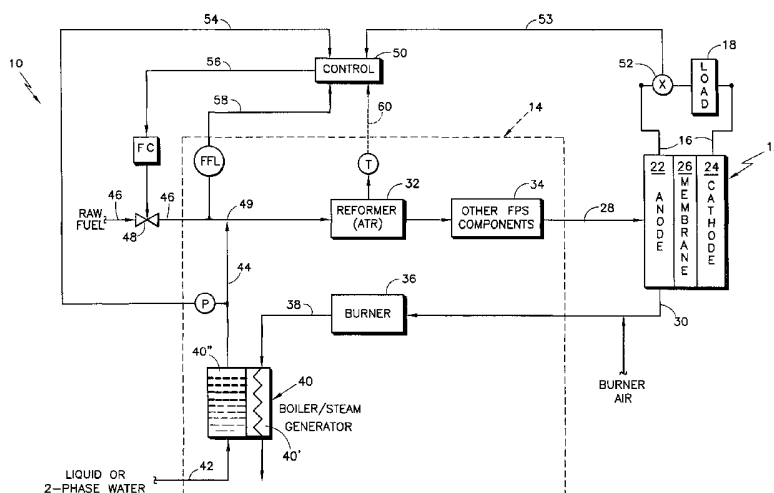 54
53
10
56
50
CONTROL
52
X
18
LOAD
58
60
14
16
FC
FFL
T
1
22
ANODE
26
MEMBRANE
24
CATHODE
46
RAW
FUEL
46
48
49
32
REFORMER
(ATR)
34
OTHER FPS
COMPONENTS
28
44
P
38
36
BURNER
30
40"
40
BOILER/STEAM
GENERATOR
40'
BURNER
AIR
42
LIQUID OR
2-PHASE WATER